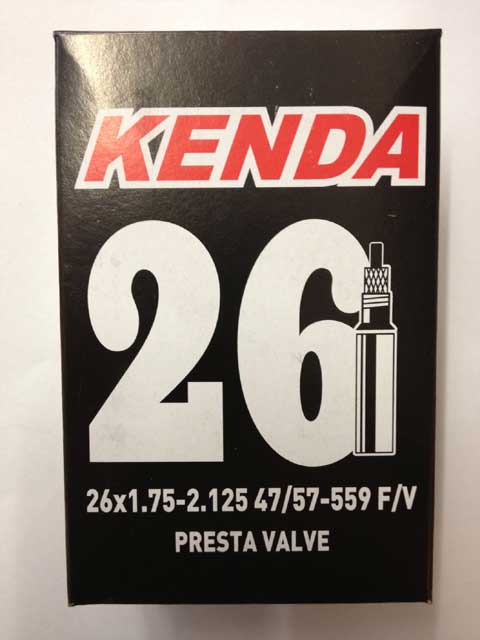 KENDA
26
26x1.75-2.125 47/57-559 F/V
PRESTA VALVE